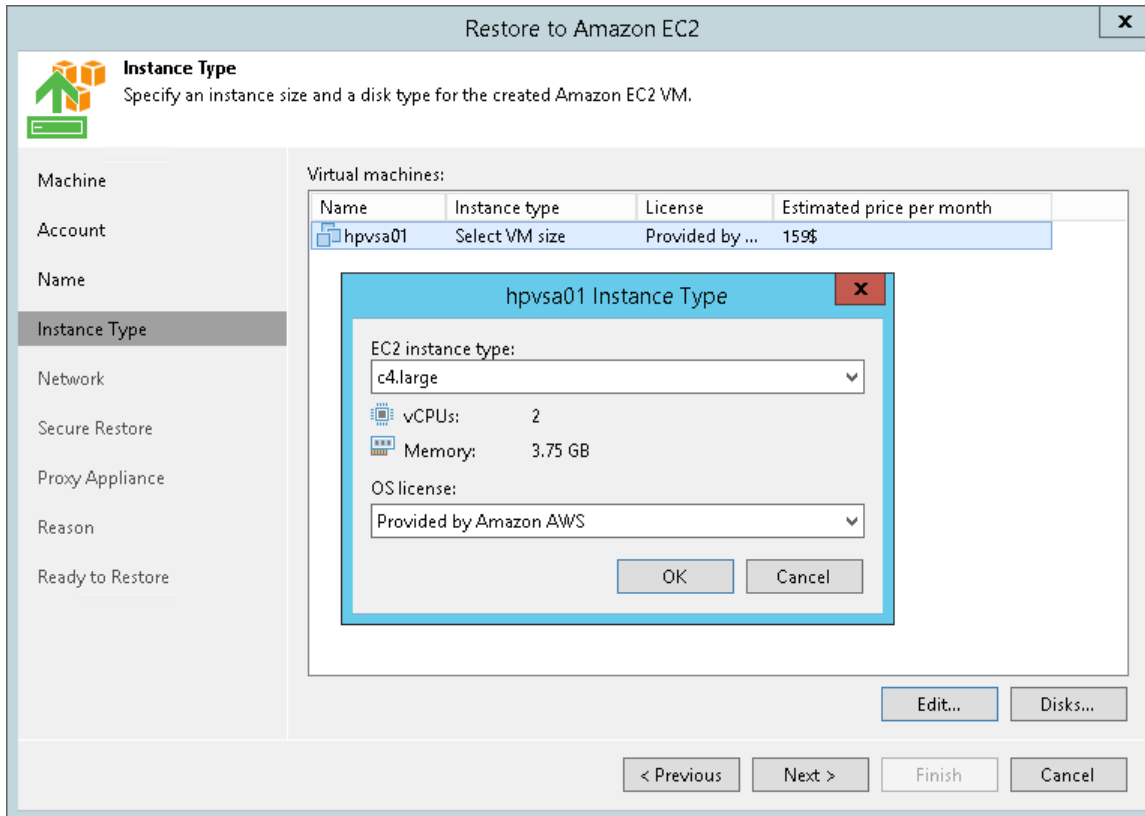 Restore to Amazon EC2
x
Instance Type
Specify an instance size and a disk type for the created Amazon EC2 VM.
Machine
Account
Name
Instance Type
Network
Secure Restore
Proxy Appliance
Reason
Ready to Restore
Virtual machines:
Name Instance type License Estimated price per month
hpvsa01 Select VM size Provided by ... 159$
hpvsa01 Instance Type
x
EC2 instance type:
c4.large
vCPUs: 2
Memory: 3.75 GB
OS license:
Provided by Amazon AWS
OK Cancel
Edit... Disks...
< Previous Next > Finish Cancel